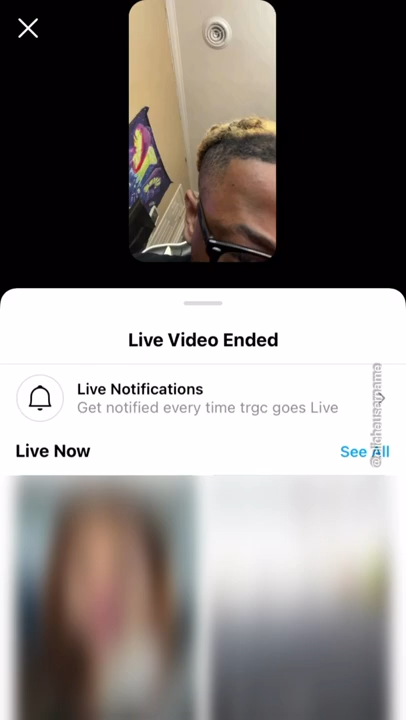 Live Video Ended
Live Notifications
Get notified every time trgc goes Live
Live Now
See All